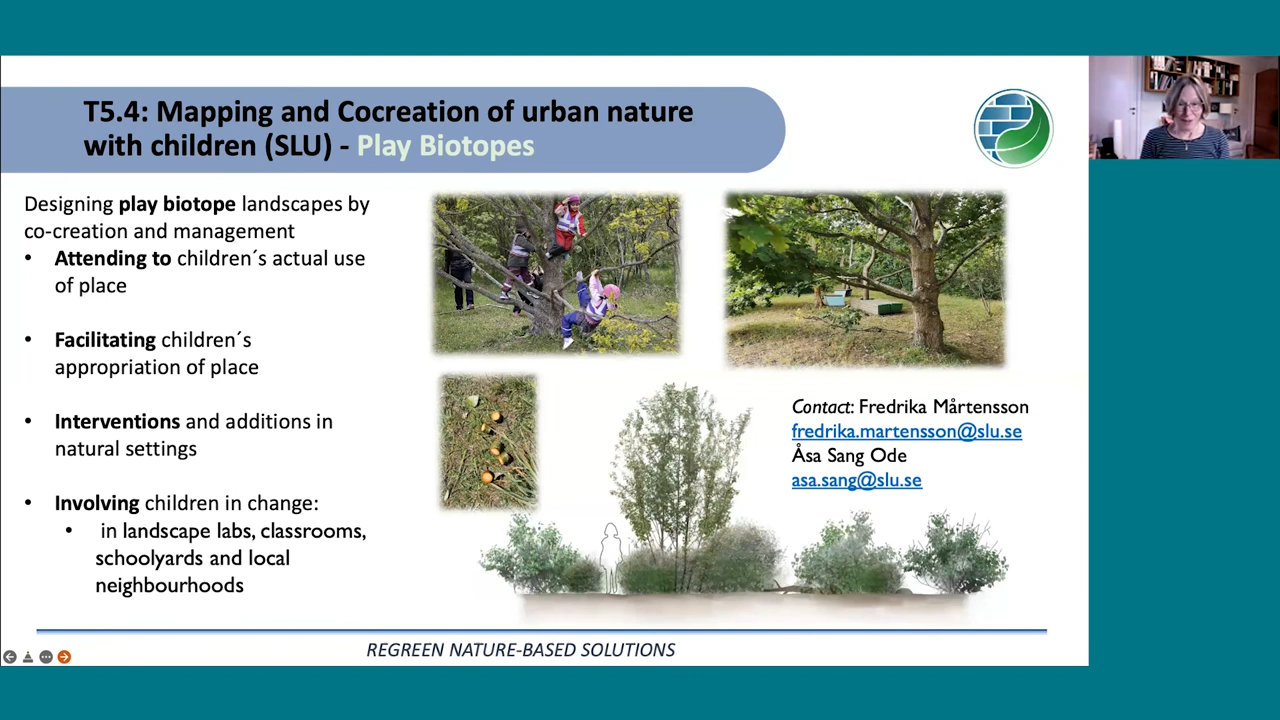 T5.4: Mapping and Cocreation of urban nature
with children (SLU) - Play Biotopes
Designing play biotope landscapes by
co-creation and management
• Attending to children´s actual use
of place
• Facilitating children´s
appropriation of place
• Interventions and additions in
natural settings
• Involving children in change:
• in landscape labs, classrooms,
schoolyards and local
neighbourhoods
Contact: Fredrika Mårtensson
fredrika.martensson@slu.se
Åsa Sang Ode
asa.sang@slu.se
REGREEN NATURE-BASED SOLUTIONS